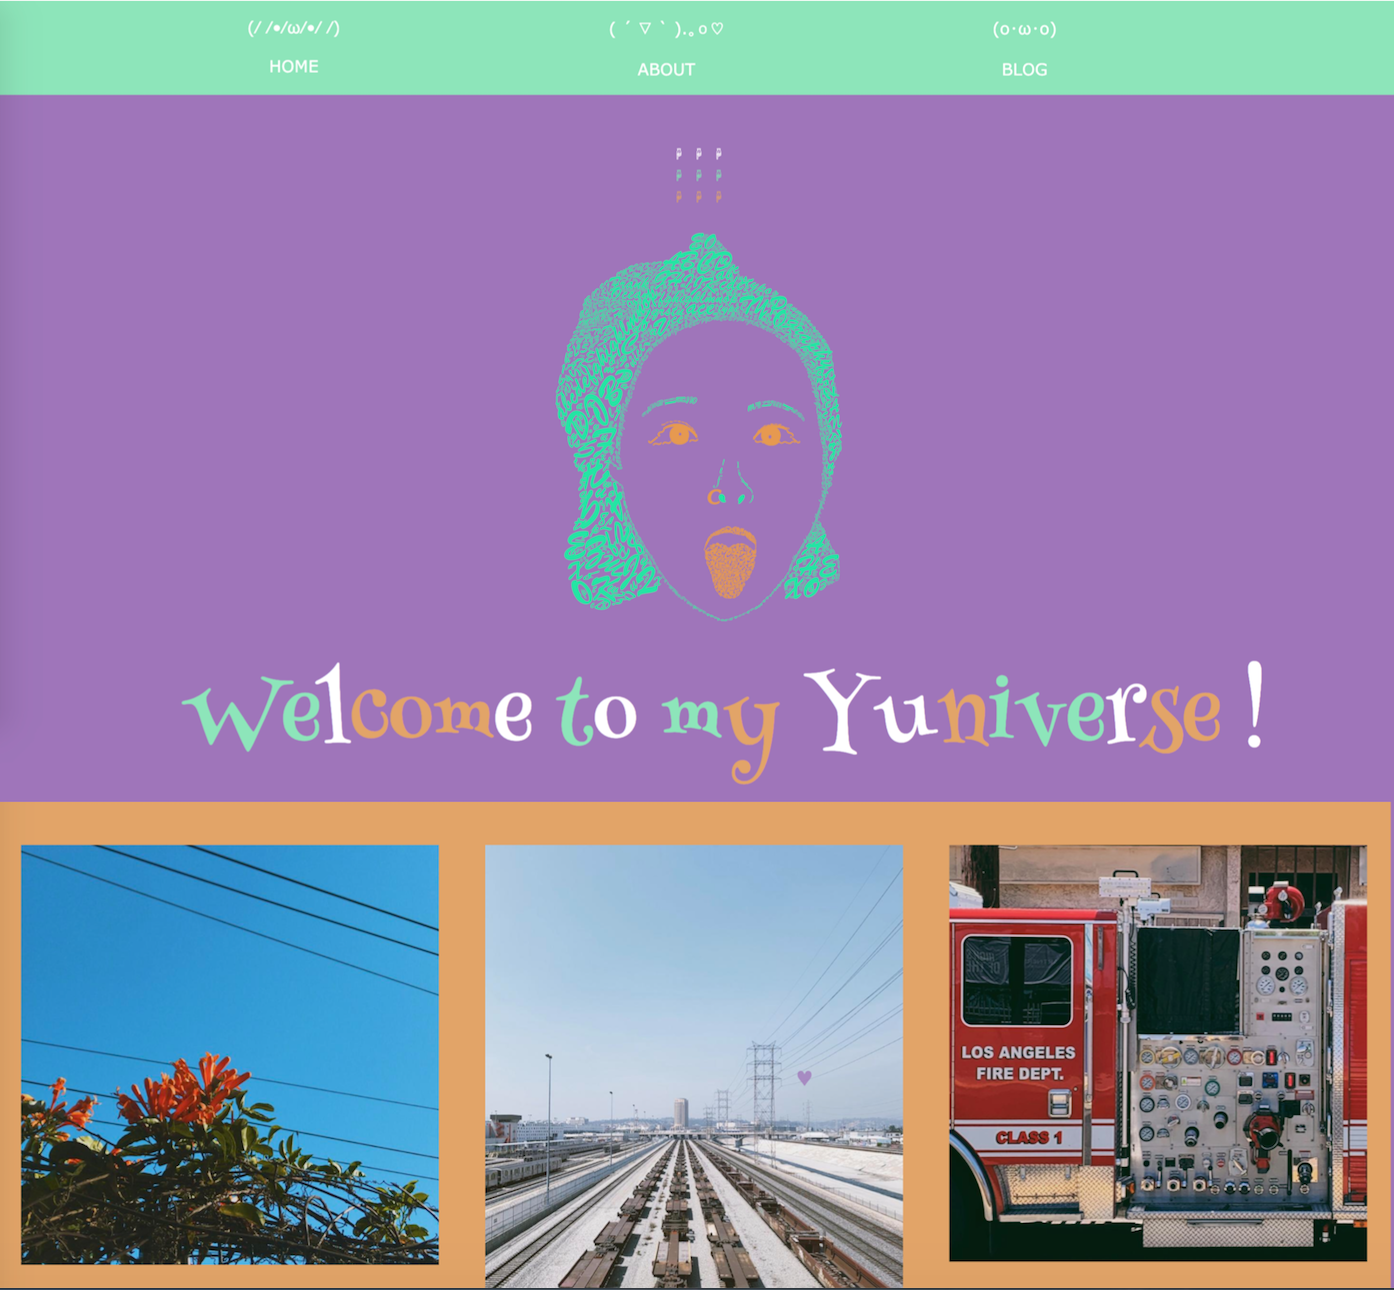 (/ /•/ω/•/ /)
( ´ ▽ ` ).｡o♡
(o·ω·o)
HOME
ABOUT
BLOG
Welcome to my Yuniverse !
LOS ANGELES
FIRE DEPT.
CLASS 1